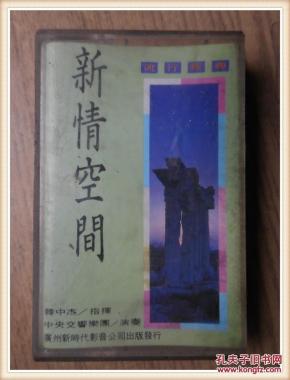 流行經典
新情空間
韓中杰/指揮
中央交響樂團/演奏
廣州新時代影音公司出版發行
孔夫子旧书网